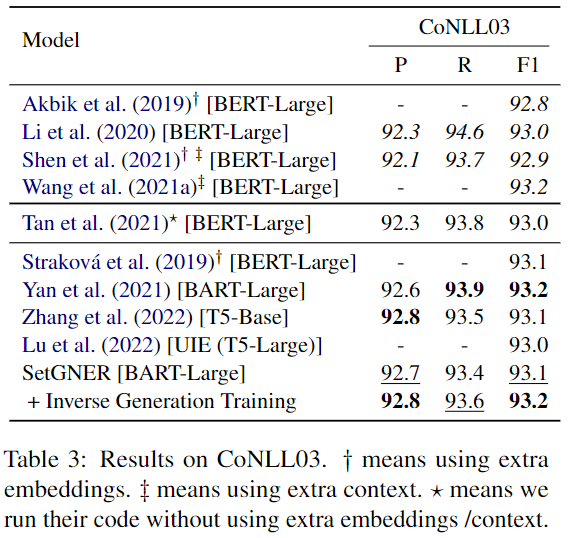 Model CoNLL03
P R F1
Akbik et al. (2019)† [BERT-Large] - - 92.8
Li et al. (2020) [BERT-Large] 92.3 94.6 93.0
Shen et al. (2021)† ‡ [BERT-Large] 92.1 93.7 92.9
Wang et al. (2021a)‡ - - 93.2
Tan et al. (2021)⋆ [BERT-Large] 92.3 93.8 93.0
Straková et al. (2019)† [BERT-Large] - - 93.1
Yan et al. (2021) [BART-Large] 92.6 93.9 93.2
Zhang et al. (2022) [T5-Base] 92.8 93.5 93.1
Lu et al. (2022) [UIE (T5-Large)] - - 93.0
SetGNER [BART-Large] 92.7 93.4 93.1
+ Inverse Generation Training 92.8 93.6 93.2
Table 3: Results on CoNLL03. † means using extra
embeddings. ‡ means using extra context. ⋆ means we
run their code without using extra embeddings /context.